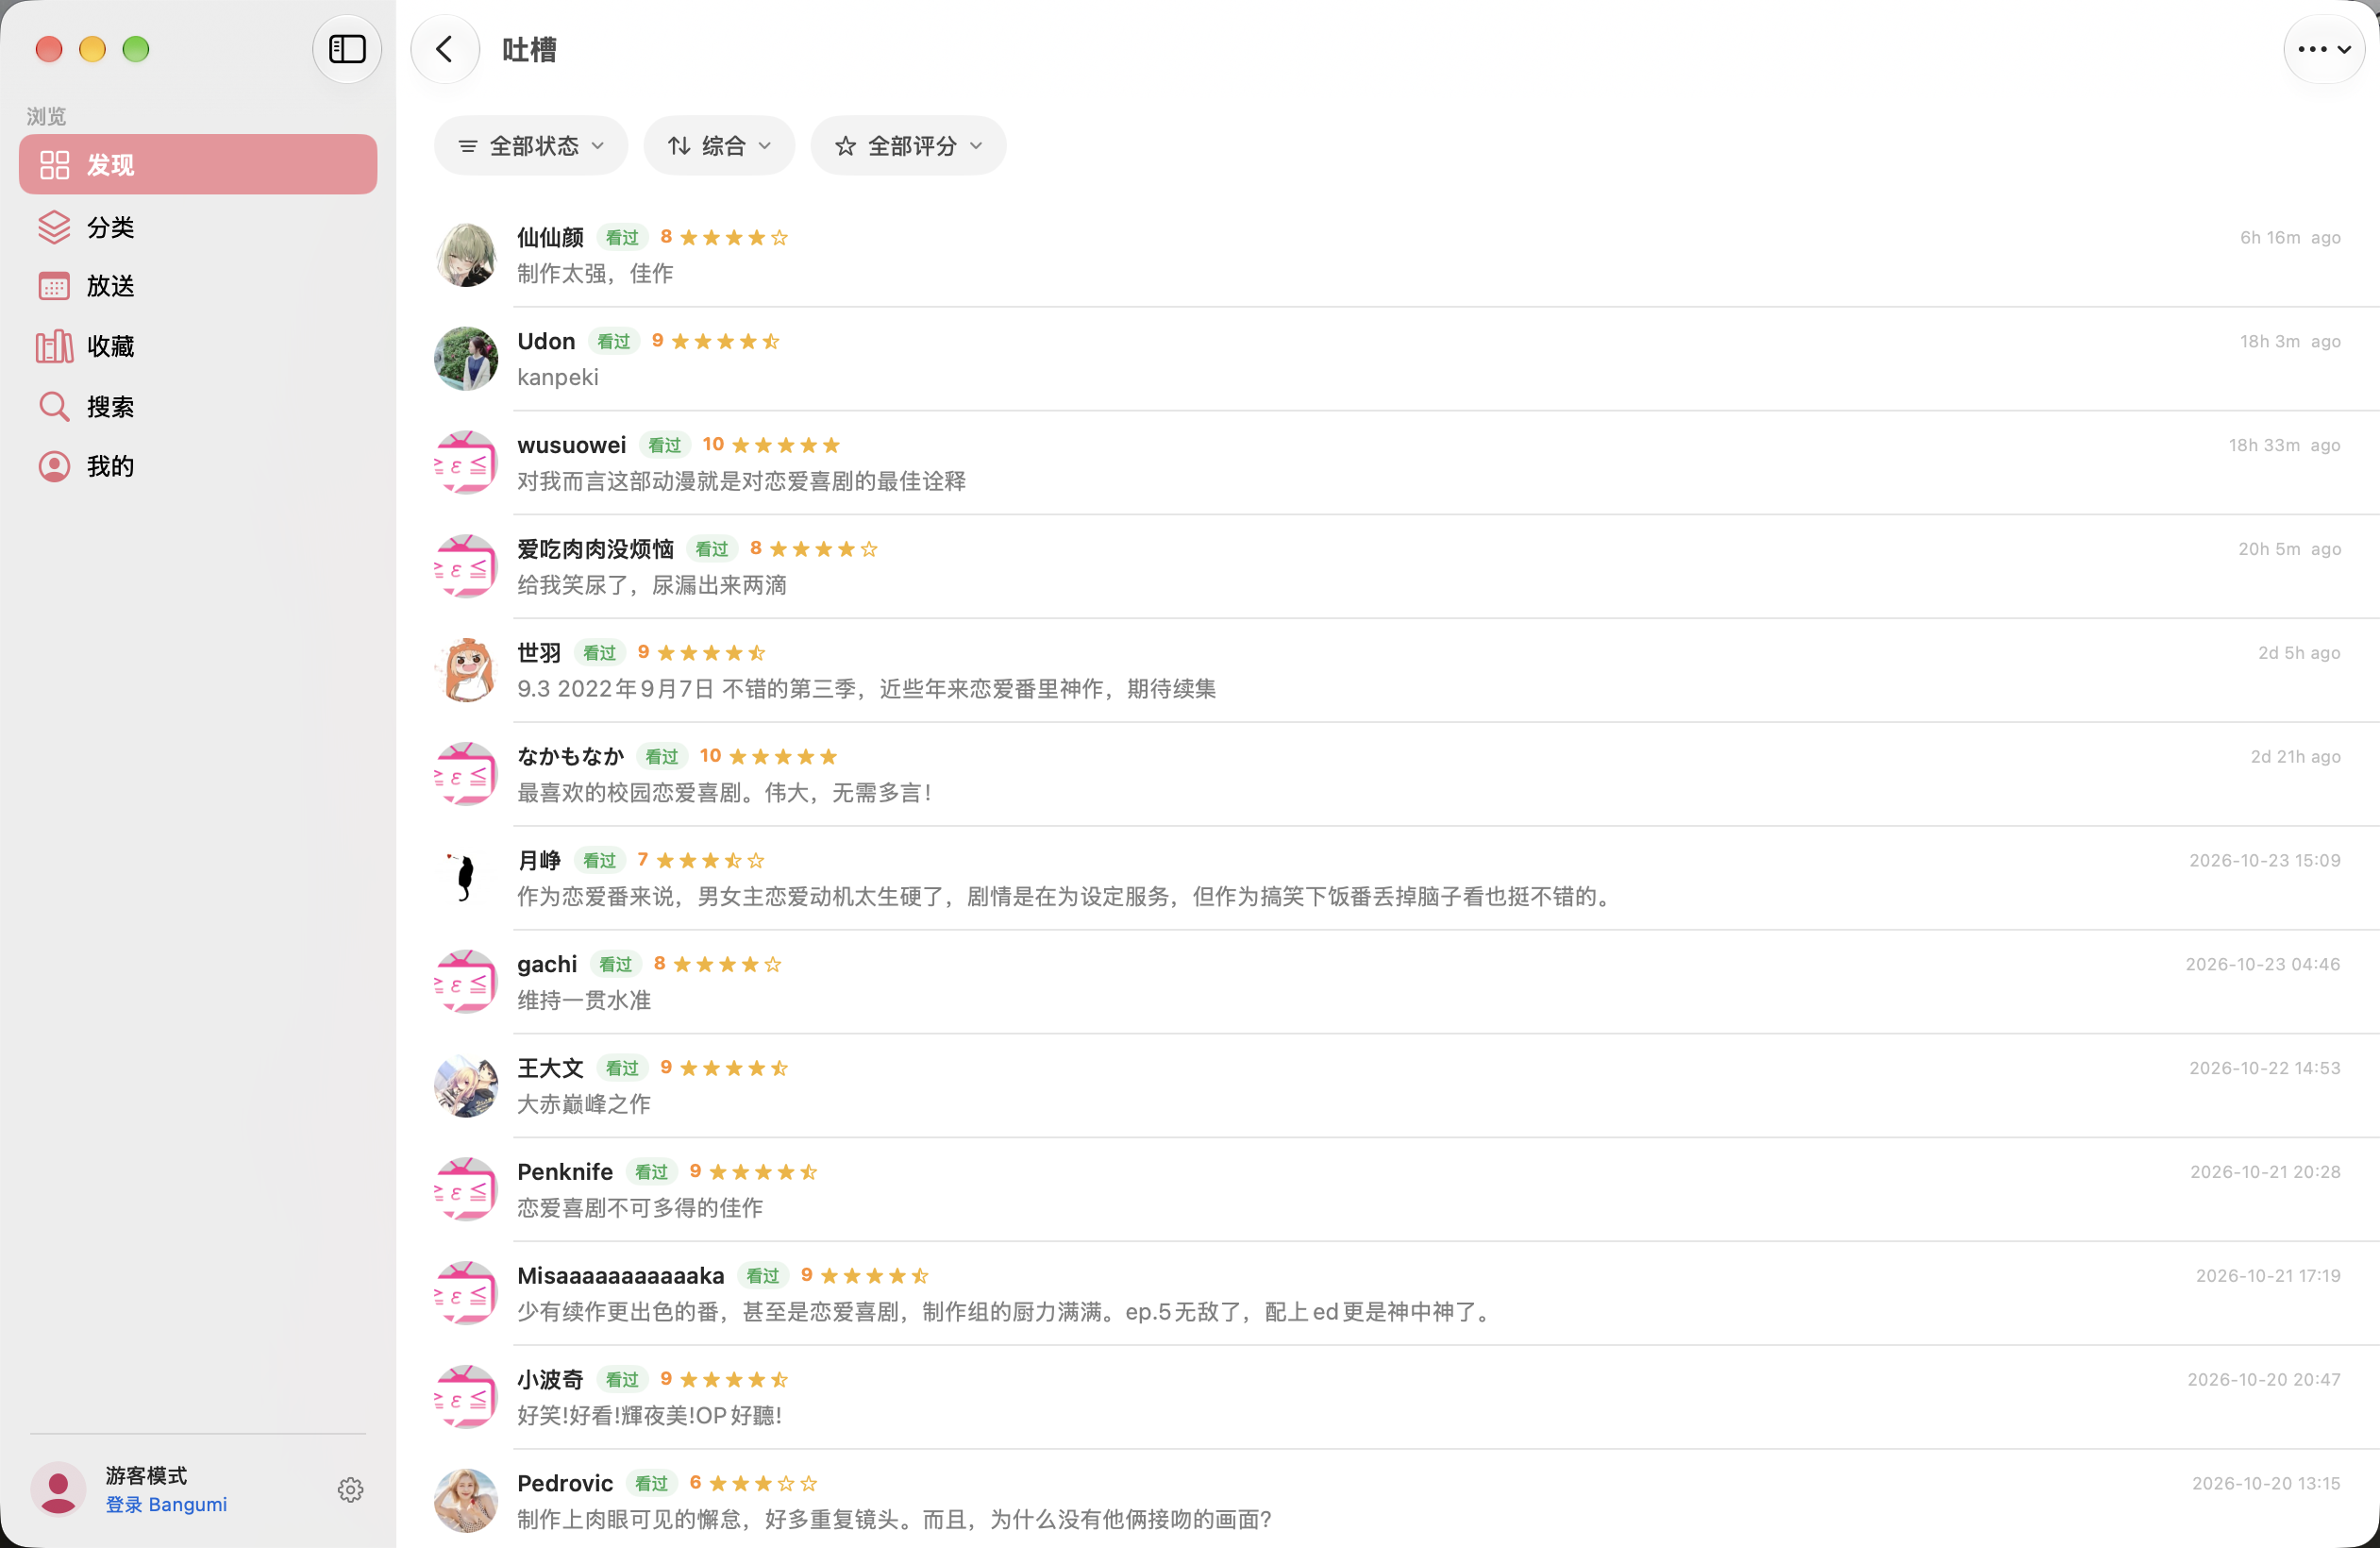 浏览
发现
分类
放送
收藏
搜索
我的
游客模式
登录 Bangumi
吐槽
全部状态 综合 全部评分
仙仙颜 看过 8 6h 16m ago
制作太强，佳作
Udon 看过 9 18h 3m ago
kanpeki
wusuowei 看过 10 18h 33m ago
对我而言这部动漫就是对恋爱喜剧的最佳诠释
爱吃肉肉没烦恼 看过 8 20h 5m ago
给我笑尿了，尿漏出来两滴
世羽 看过 9 2d 5h ago
9.3 2022年9月7日 不错的第三季，近些年来恋爱番里神作，期待续集
なかもなか 看过 10 2d 21h ago
最喜欢的校园恋爱喜剧。伟大，无需多言！
月峥 看过 7 2026-10-23 15:09
作为恋爱番来说，男女主恋爱动机太生硬了，剧情是在为设定服务，但作为搞笑下饭番丢掉脑子看也挺不错的。
gachi 看过 8 2026-10-23 04:46
维持一贯水准
王大文 看过 9 2026-10-22 14:53
大赤巅峰之作
Penknife 看过 9 2026-10-21 20:28
恋爱喜剧不可多得的佳作
Misaaaaaaaaaaaka 看过 9 2026-10-21 17:19
少有续作更出色的番，甚至是恋爱喜剧，制作组的厨力满满。ep.5无敌了，配上ed更是神中神了。
小波奇 看过 9 2026-10-20 20:47
好笑!好看!輝夜美!OP好聽!
Pedrovic 看过 6 2026-10-20 13:15
制作上肉眼可见的懈怠，好多重复镜头。而且，为什么没有他俩接吻的画面？